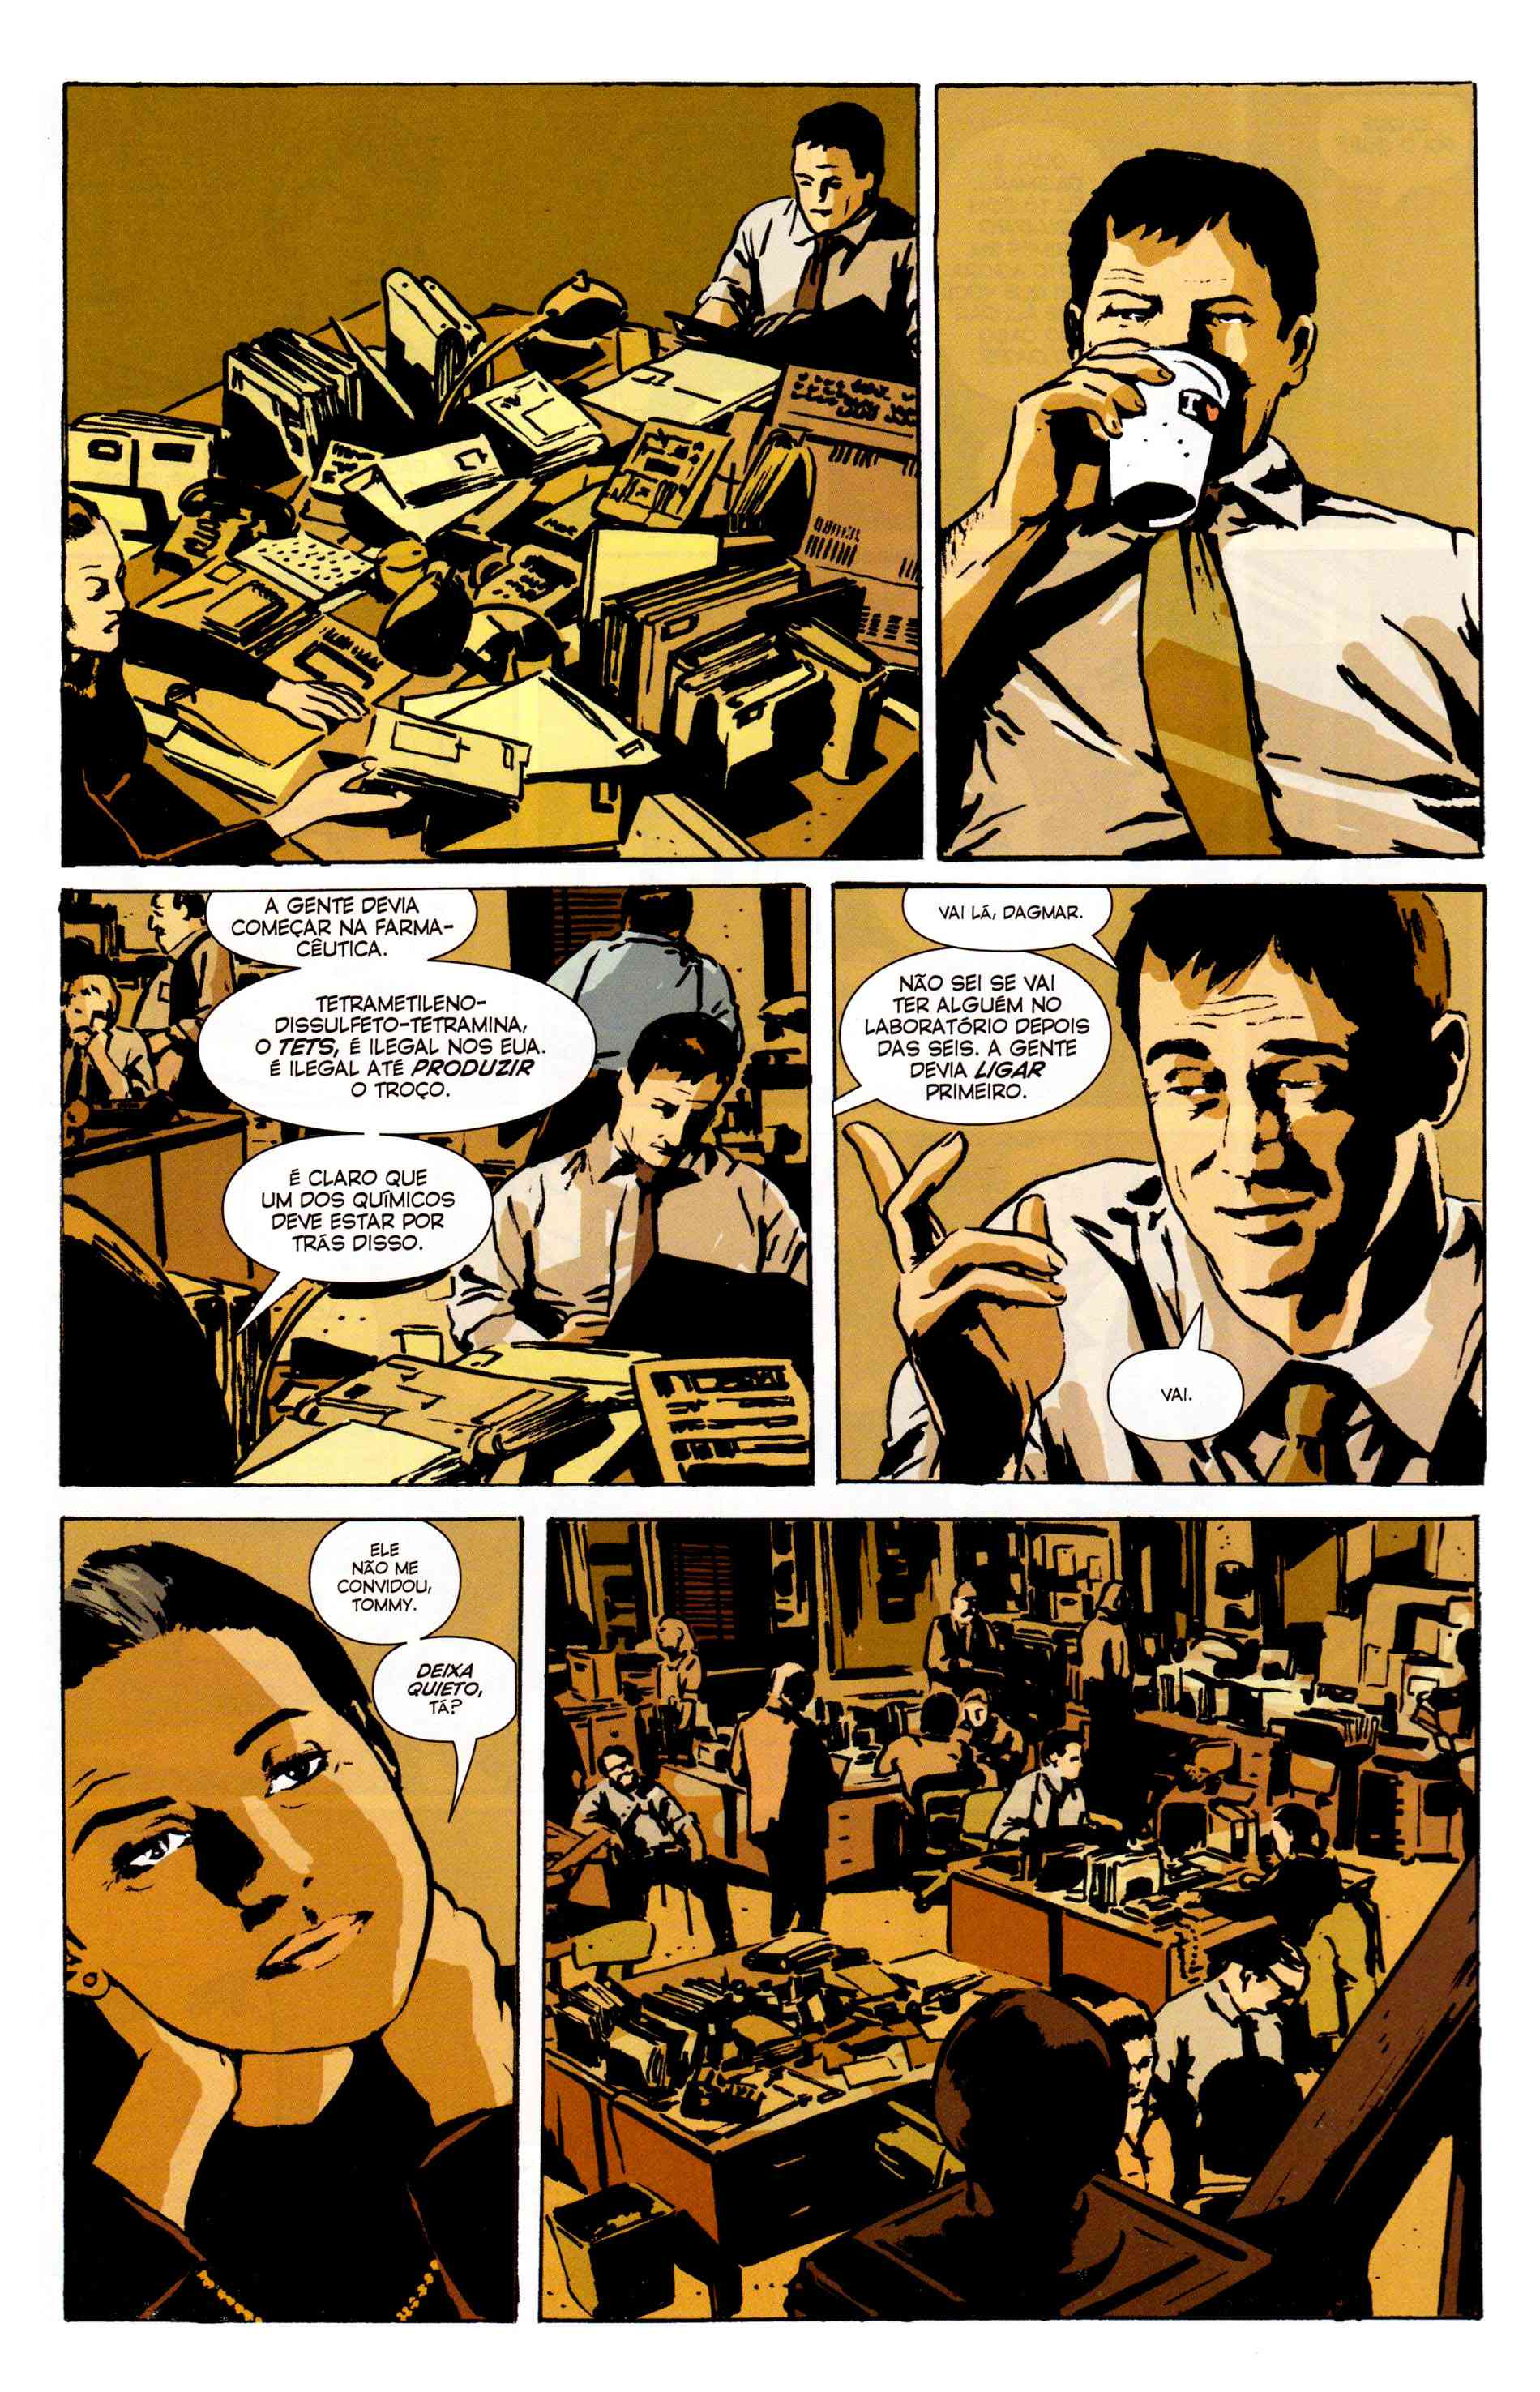 I
A GENTE DEVIA
COMEÇAR NA FARMA-
CÊUTICA.
TETRAMETILENO-
DISSULFETO-TETRAMINA,
O TETS, É ILEGAL NOS EUA.
É ILEGAL ATÉ PRODUZIR
O TROÇO.
É CLARO QUE
UM DOS QUÍMICOS
DEVE ESTAR POR
TRÁS DISSO.
VAI LÁ, DAGMAR.
NÃO SEI SE VAI
TER ALGUÉM NO
LABORATÓRIO DEPOIS
DAS SEIS. A GENTE
DEVIA LIGAR
PRIMEIRO.
VAI.
ELE
NÃO ME
CONVIDOU,
TOMMY.
DEIXA
QUIETO,
TÁ?